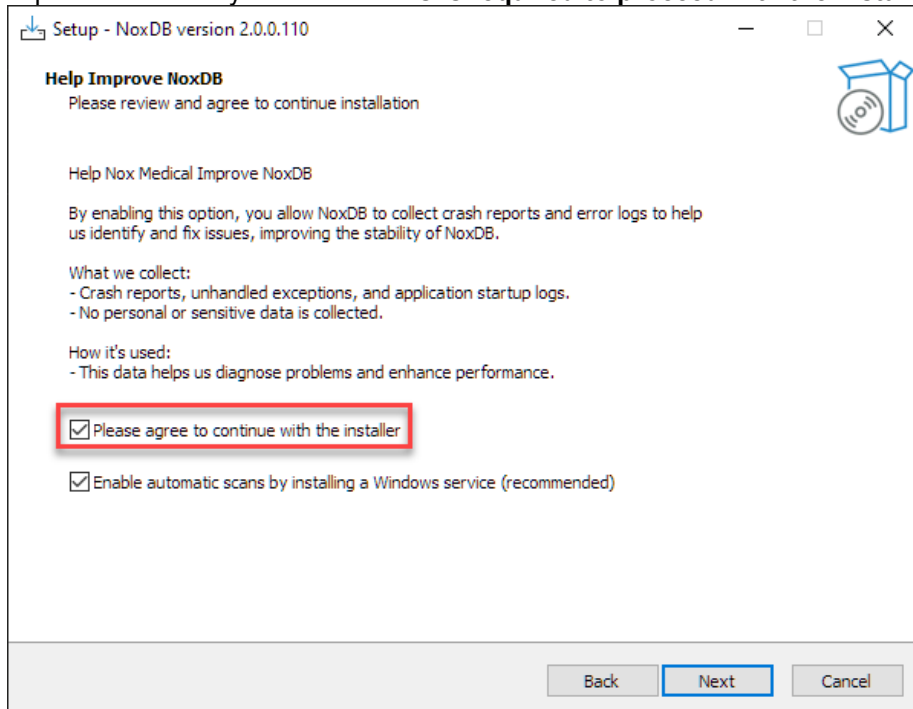 Setup - NoxDB version 2.0.0.110
Help Improve NoxDB
Please review and agree to continue installation
Help Nox Medical Improve NoxDB
By enabling this option, you allow NoxDB to collect crash reports and error logs to help
us identify and fix issues, improving the stability of NoxDB.
What we collect:
- Crash reports, unhandled exceptions, and application startup logs.
- No personal or sensitive data is collected.
How it's used:
- This data helps us diagnose problems and enhance performance.
Please agree to continue with the installer
Enable automatic scans by installing a Windows service (recommended)
Back Next Cancel